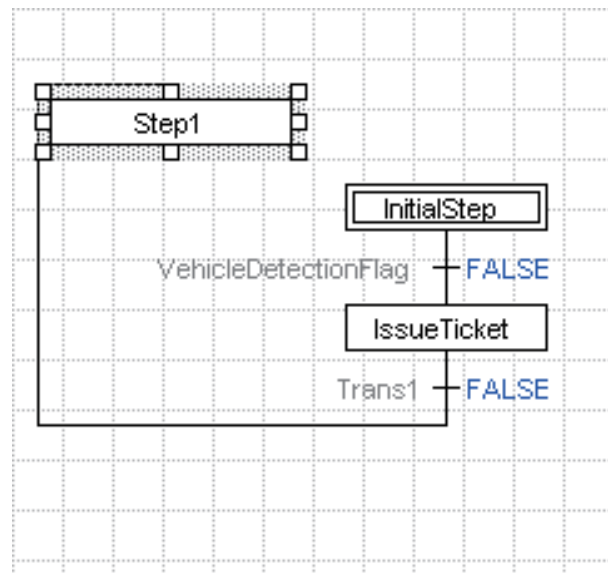 Step1
InitialStep
VehicleDetectionFlag FALSE
IssueTicket
Trans1 FALSE